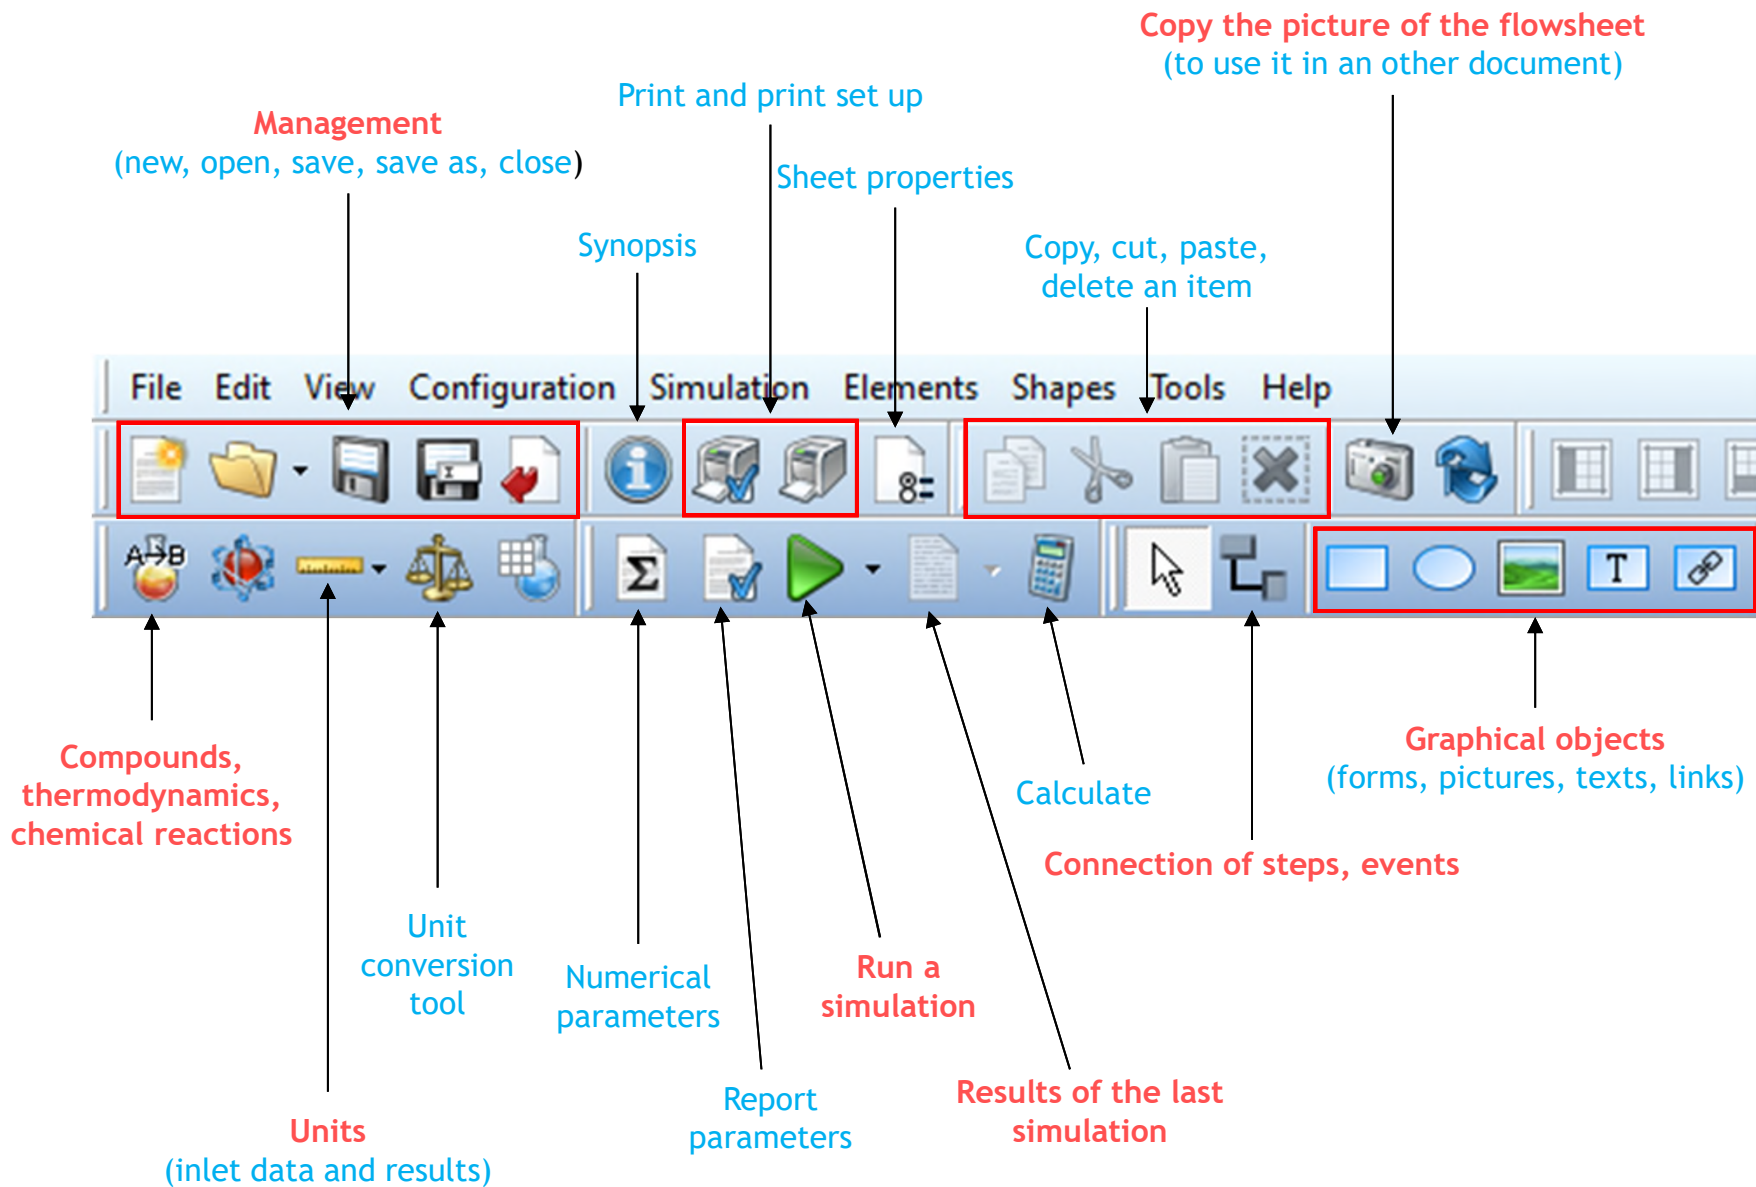 Copy the picture of the flowsheet
(to use it in an other document)
Print and print set up
Management
(new, open, save, save as, close)
Sheet properties
Synopsis
Copy, cut, paste,
delete an item
File Edit View Configuration Simulation Elements Shapes Tools Help
A→B
Σ
T
Compounds,
thermodynamics,
chemical reactions
Graphical objects
(forms, pictures, texts, links)
Calculate
Connection of steps, events
Unit
conversion
tool
Numerical
parameters
Run a
simulation
Report
parameters
Results of the last
simulation
Units
(inlet data and results)